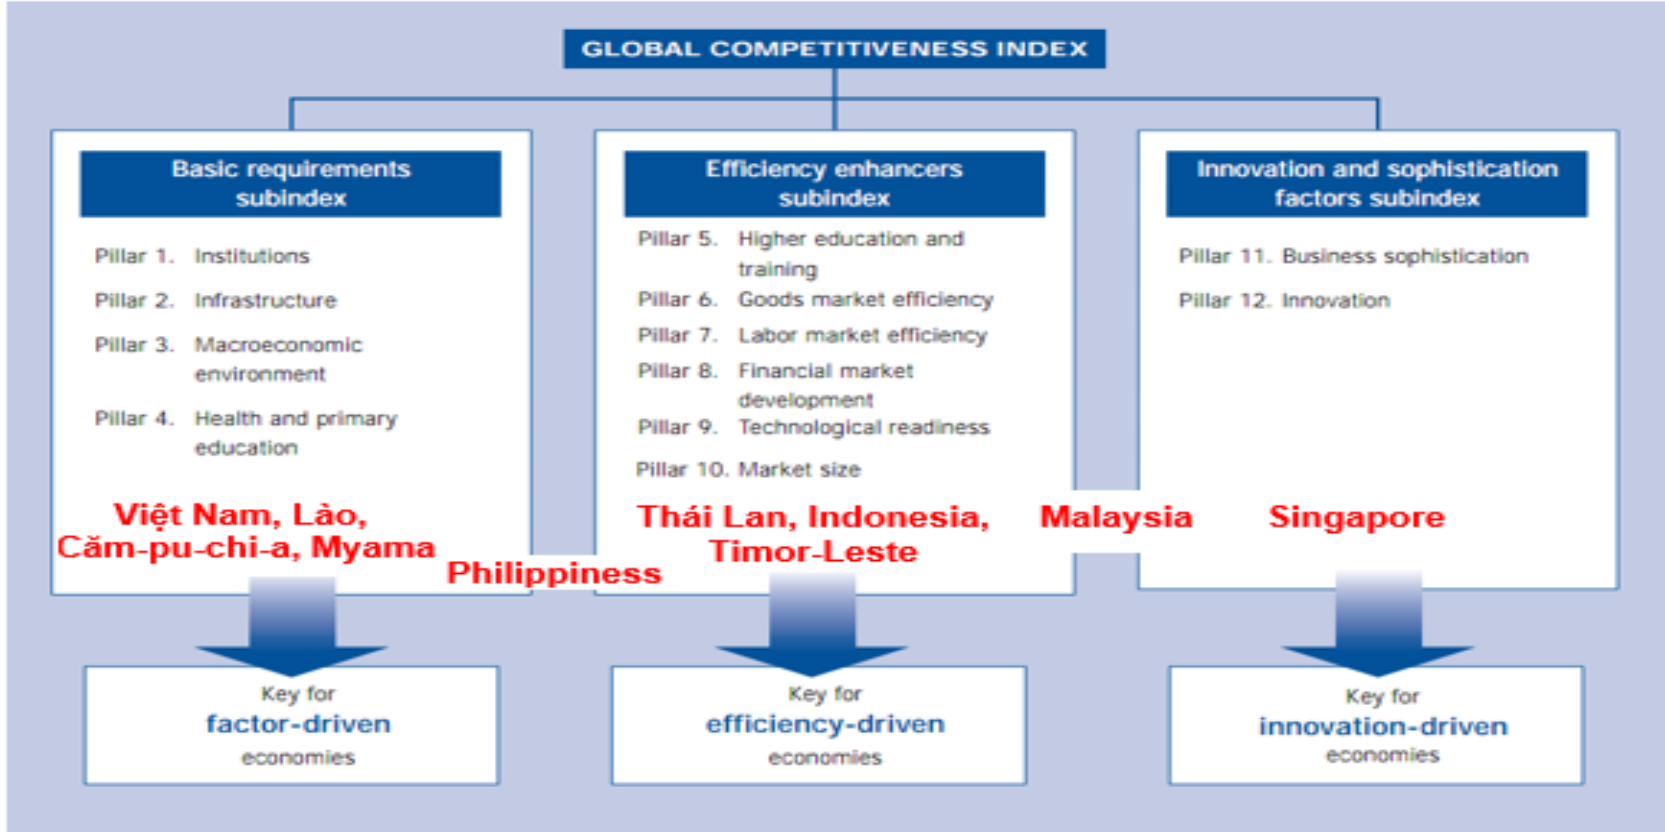 GLOBAL COMPETITIVENESS INDEX
Basic requirements
subindex
Pillar 1. Institutions
Pillar 2. Infrastructure
Pillar 3. Macroeconomic
environment
Pillar 4. Health and primary
education
Việt Nam, Lào,
Căm-pu-chi-a, Myama
Philippiness
Key for
factor-driven
economies
Efficiency enhancers
subindex
Pillar 5. Higher education and
training
Pillar 6. Goods market efficiency
Pillar 7. Labor market efficiency
Pillar 8. Financial market
development
Pillar 9. Technological readiness
Pillar 10. Market size
Thái Lan, Indonesia,
Timor-Leste
Key for
efficiency-driven
economies
Innovation and sophistication
factors subindex
Pillar 11. Business sophistication
Pillar 12. Innovation
Malaysia
Singapore
Key for
innovation-driven
economies